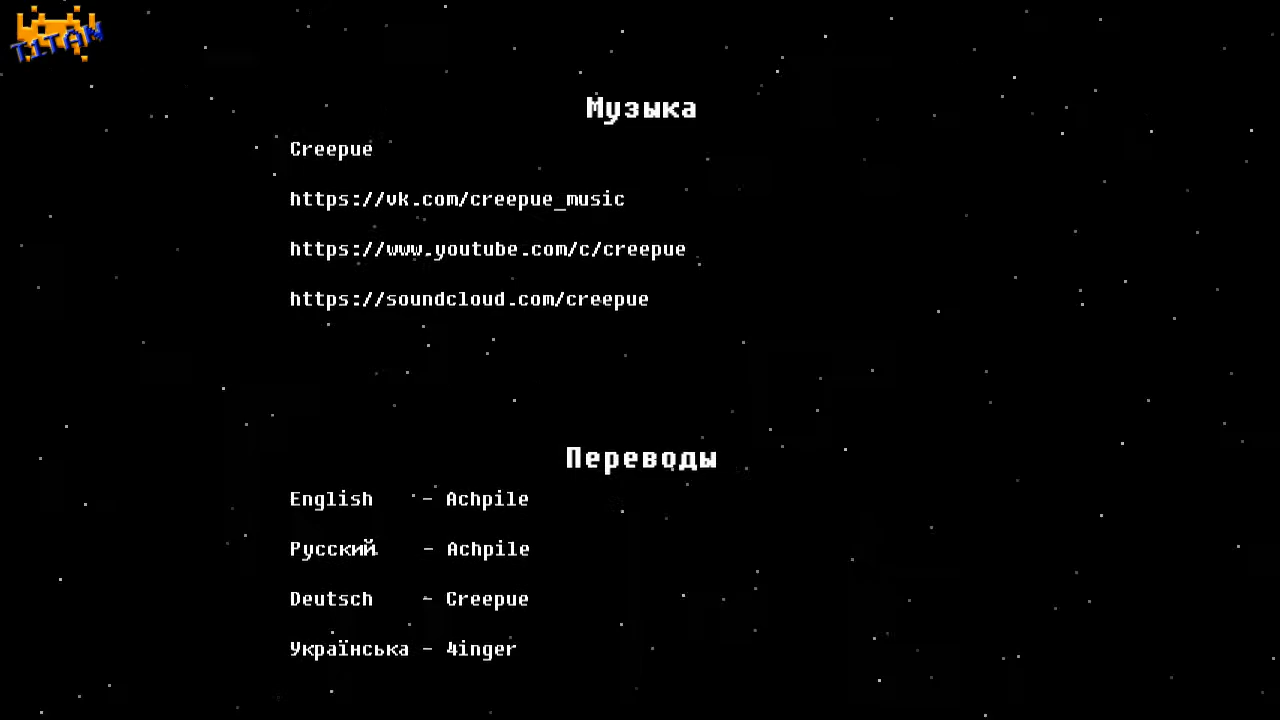 TITAN
Музыка
Creepue
https://vk.com/creepue_music
https://www.youtube.com/c/creepue
https://soundcloud.com/creepue
Переводы
English - Achpile
Русский - Achpile
Deutsch - Creepue
Українська - 4inger